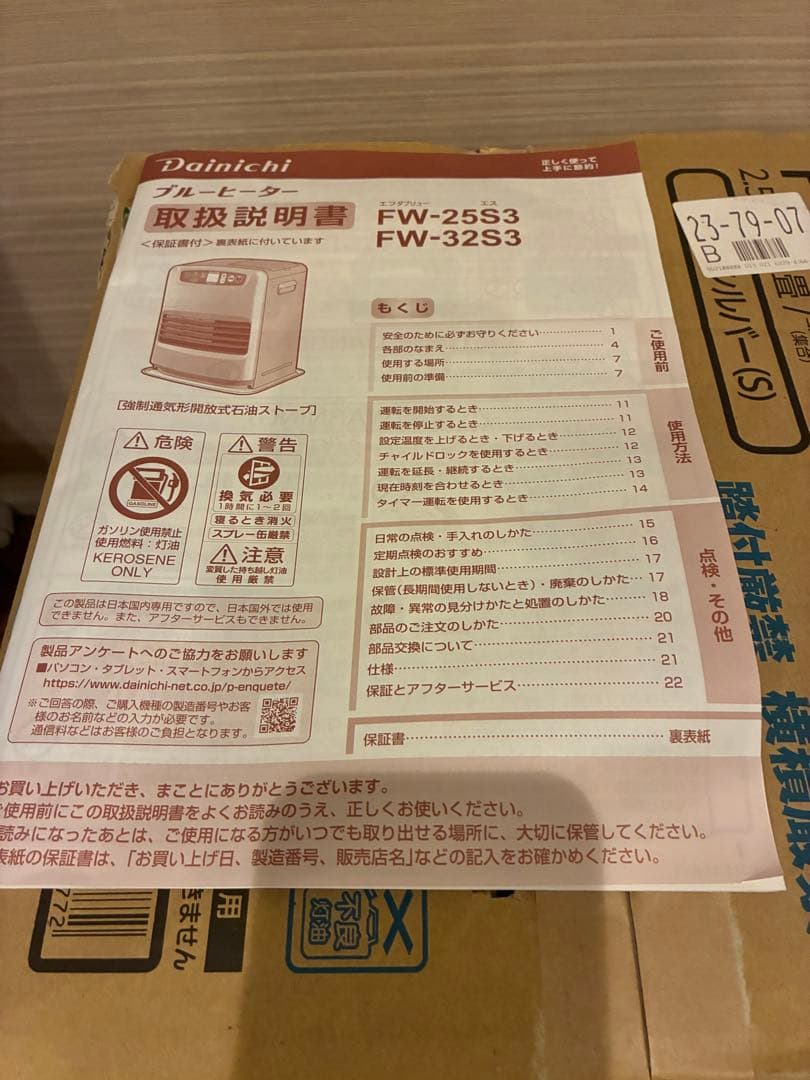 Dainichi
正しく使って
上手に節約!
ブルーヒーター
取扱説明書
<保証書付>裏表紙に付いています
エフダブリュー エス
FW-25S3
FW-32S3
[強制通気形開放式石油ストーブ]
危険
GASOLINE
ガソリン使用禁止
使用燃料:灯油
KEROSENE
ONLY
警告
換気必要
1時間に1~2回
寝るとき消火
スプレー缶厳禁
注意
変質した持ち越し灯油
使用厳禁
この製品は日本国内専用ですので、日本国外では使用
できません。また、アフターサービスもできません。
製品アンケートへのご協力をお願いします
■パソコン・タブレット・スマートフォンからアクセス
https://www.dainichi-net.co.jp/p-enquete/
※ご回答の際、ご購入機種の製造番号やお客
様のお名前などの入力が必要です。
通信料などはお客様のご負担となります。
もくじ
安全のために必ずお守りください 1
各部のなまえ 4
使用する場所 7
使用前の準備 7
ご使用前
運転を開始するとき 11
運転を停止するとき 11
設定温度を上げるとき・下げるとき 12
チャイルドロックを使用するとき 12
運転を延長・継続するとき 13
現在時刻を合わせるとき 13
タイマー運転を使用するとき 14
使用方法
日常の点検・手入れのしかた 15
定期点検のおすすめ 16
設計上の標準使用期間 17
保管(長期間使用しないとき)・廃棄のしかた 17
故障・異常の見分けかたと処置のしかた 18
部品のご注文のしかた 20
部品交換について 21
仕様 21
保証とアフターサービス 22
点検・その他
保証書 裏表紙
お買い上げいただき、まことにありがとうございます。
ご使用前にこの取扱説明書をよくお読みのうえ、正しくお使いください。
読みになったあとは、ご使用になる方がいつでも取り出せる場所に、大切に保管してください。
表紙の保証書は、「お買い上げ日、製造番号、販売店名」などの記入をお確かめください。
23-79-07
B
シルバー(S)
(集合)
踏付厳禁
横積厳禁
772
用
きません
不良
灯油